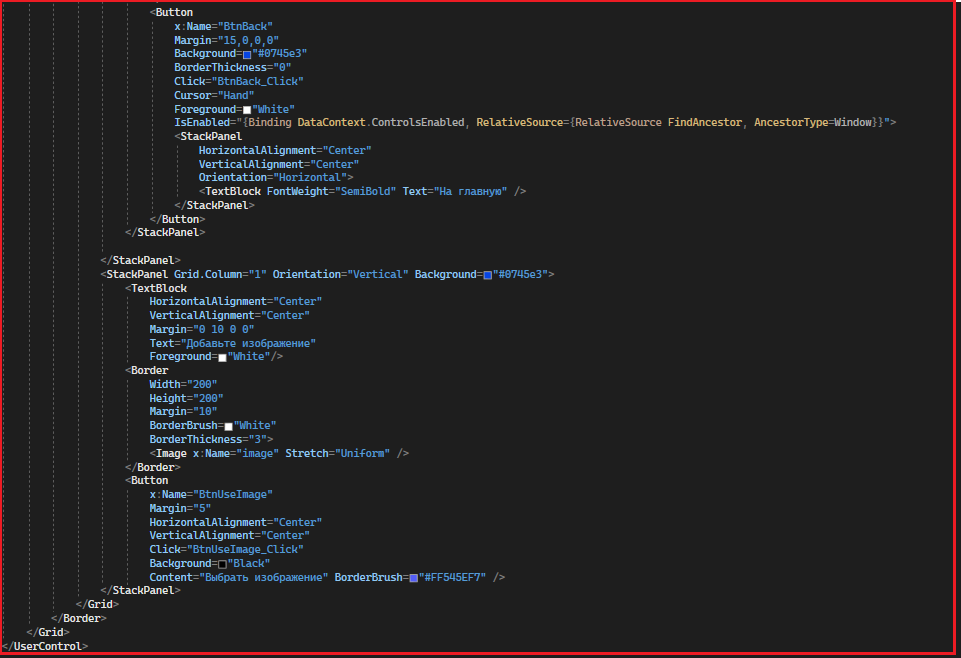 <Button
x:Name="BtnBack"
Margin="15,0,0,0"
Background="#0745e3"
BorderThickness="0"
Click="BtnBack_Click"
Cursor="Hand"
Foreground="White"
IsEnabled="{Binding DataContext.ControlsEnabled, RelativeSource={RelativeSource FindAncestor, AncestorType=Window}}">
<StackPanel
HorizontalAlignment="Center"
VerticalAlignment="Center"
Orientation="Horizontal">
<TextBlock FontWeight="SemiBold" Text="На главную" />
</StackPanel>
</Button>
</StackPanel>
</StackPanel>
<StackPanel Grid.Column="1" Orientation="Vertical" Background="#0745e3">
<TextBlock
HorizontalAlignment="Center"
VerticalAlignment="Center"
Margin="0 10 0 0"
Text="Добавьте изображение"
Foreground="White"/>
<Border
Width="200"
Height="200"
Margin="10"
BorderBrush="White"
BorderThickness="3">
<Image x:Name="image" Stretch="Uniform" />
</Border>
<Button
x:Name="BtnUseImage"
Margin="5"
HorizontalAlignment="Center"
VerticalAlignment="Center"
Click="BtnUseImage_Click"
Background="Black"
Content="Выбрать изображение" BorderBrush="#FF545EF7" />
</StackPanel>
</Grid>
</Border>
</Grid>
</UserControl>